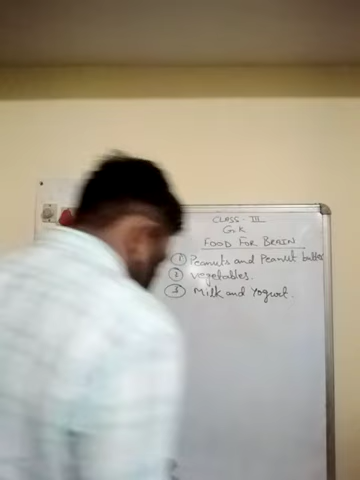 CLASS - III
G.K
FOOD FOR BRAIN
1 Peanuts and Peanut butter
2 Vegetables.
3 Milk and Yogurt.